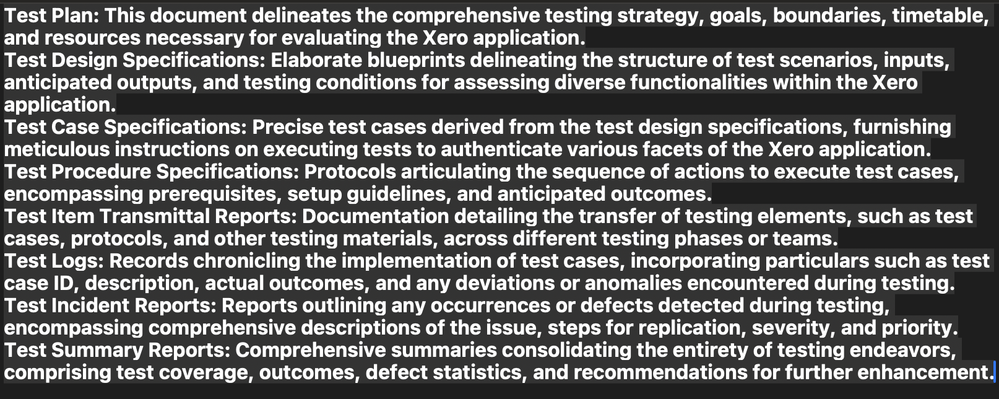 Test Plan: This document delineates the comprehensive testing strategy, goals, boundaries, timetable,
and resources necessary for evaluating the Xero application.
Test Design Specifications: Elaborate blueprints delineating the structure of test scenarios, inputs,
anticipated outputs, and testing conditions for assessing diverse functionalities within the Xero
application.
Test Case Specifications: Precise test cases derived from the test design specifications, furnishing
meticulous instructions on executing tests to authenticate various facets of the Xero application.
Test Procedure Specifications: Protocols articulating the sequence of actions to execute test cases,
encompassing prerequisites, setup guidelines, and anticipated outcomes.
Test Item Transmittal Reports: Documentation detailing the transfer of testing elements, such as test
cases, protocols, and other testing materials, across different testing phases or teams.
Test Logs: Records chronicling the implementation of test cases, incorporating particulars such as test
case ID, description, actual outcomes, and any deviations or anomalies encountered during testing.
Test Incident Reports: Reports outlining any occurrences or defects detected during testing,
encompassing comprehensive descriptions of the issue, steps for replication, severity, and priority.
Test Summary Reports: Comprehensive summaries consolidating the entirety of testing endeavors,
comprising test coverage, outcomes, defect statistics, and recommendations for further enhancement.